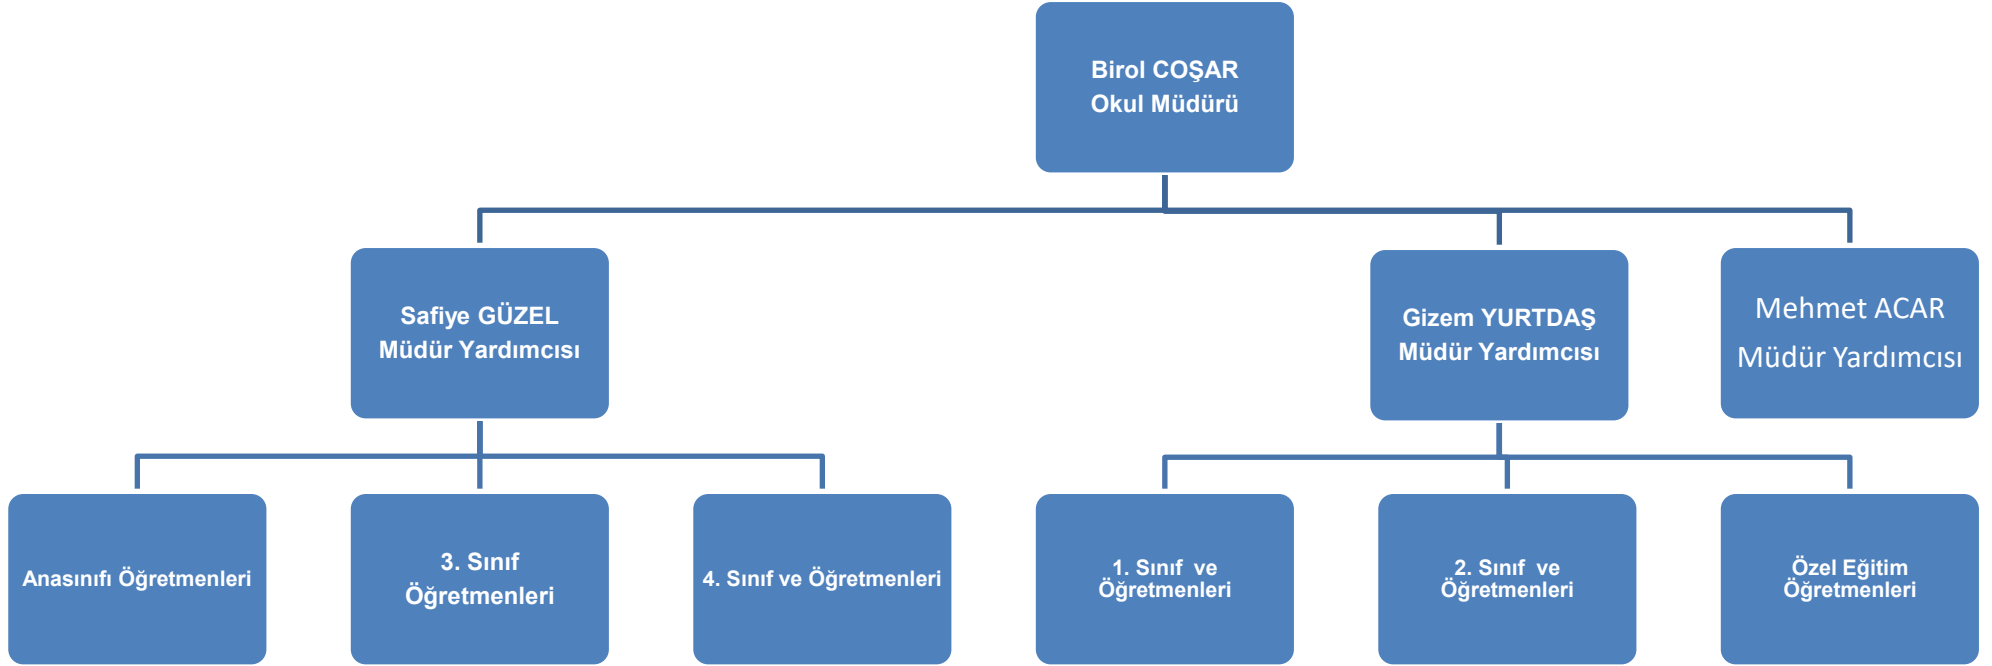 Birol COŞAR
Okul Müdürü
Safiye GÜZEL
Müdür Yardımcısı
Gizem YURTDAŞ
Müdür Yardımcısı
Mehmet ACAR
Müdür Yardımcısı
Anasınıfı Öğretmenleri
3. Sınıf
Öğretmenleri
4. Sınıf ve Öğretmenleri
1. Sınıf ve
Öğretmenleri
2. Sınıf ve
Öğretmenleri
Özel Eğitim
Öğretmenleri